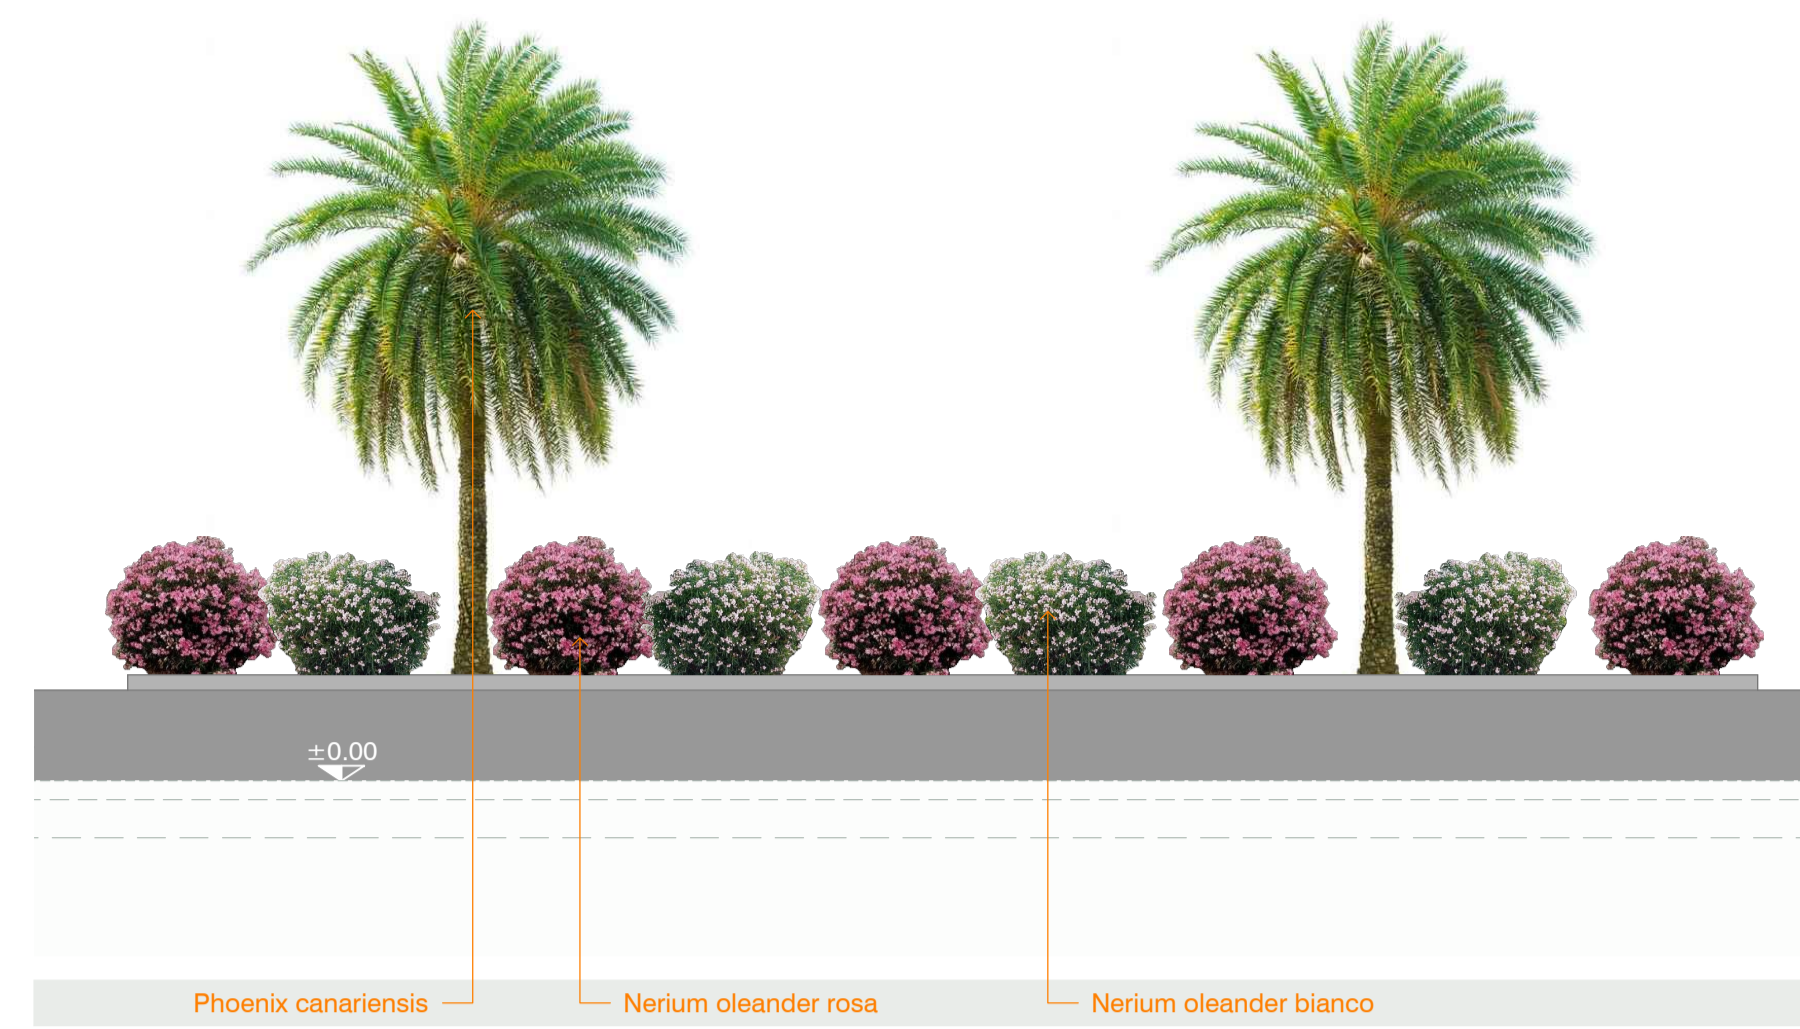 ±0.00
Phoenix canariensis
Nerium oleander rosa
Nerium oleander bianco